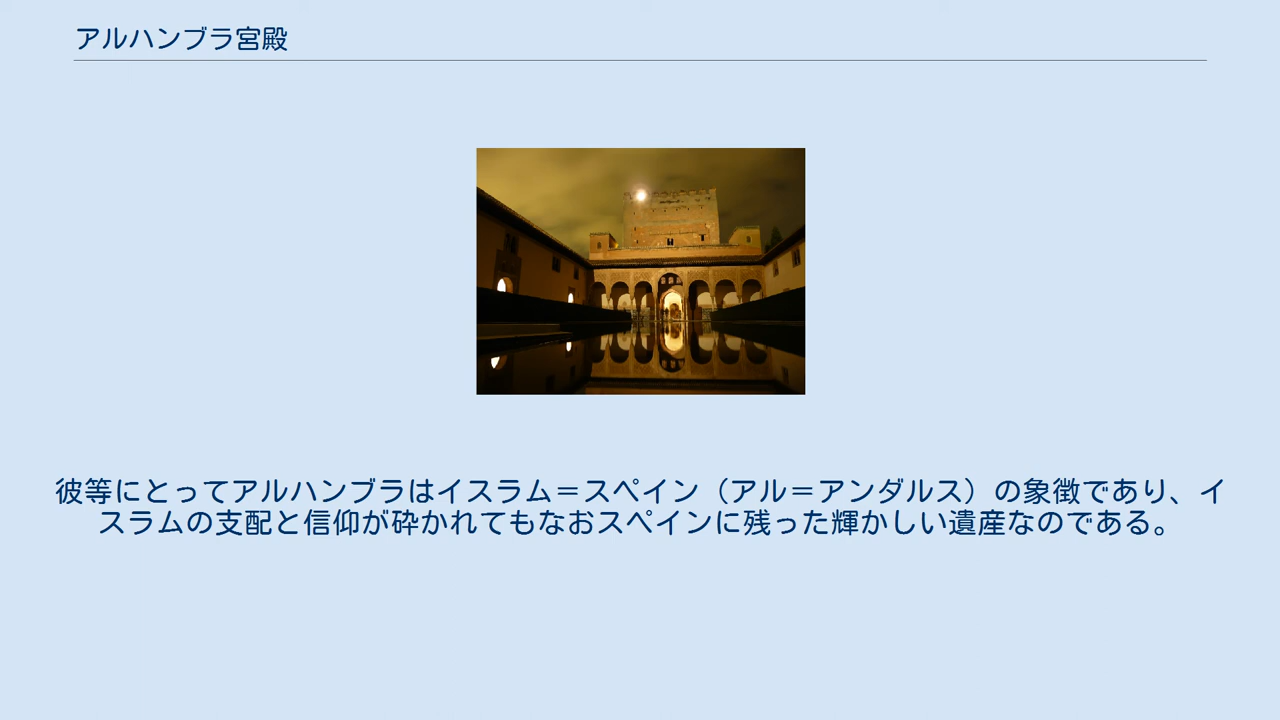 アルハンブラ宮殿
彼等にとってアルハンブラはイスラム＝スペイン（アル＝アンダルス）の象徴であり、イ
スラムの支配と信仰が砕かれてもなおスペインに残った輝かしい遺産なのである。